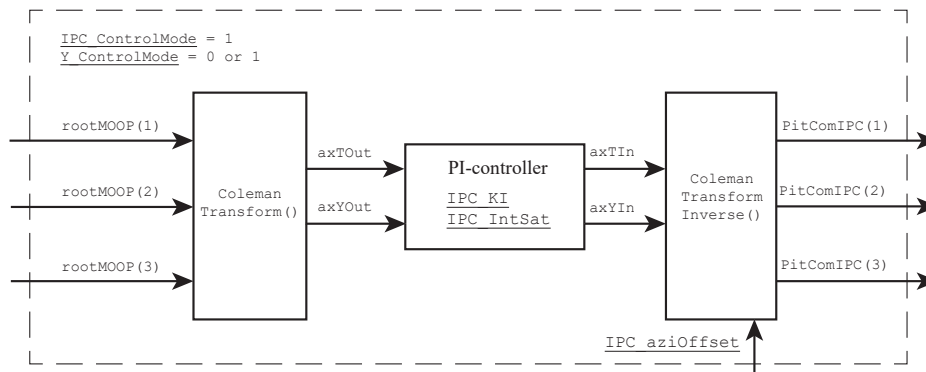 IPC_ControlMode = 1
Y_ControlMode = 0 or 1
rootMOOP(1)
rootMOOP(2)
rootMOOP(3)
Coleman
Transform()
axTOut
axYOut
PI-controller
IPC_KI
IPC_IntSat
axTIn
axYIn
Coleman
Transform
Inverse()
PitComIPC(1)
PitComIPC(2)
PitComIPC(3)
IPC_aziOffset